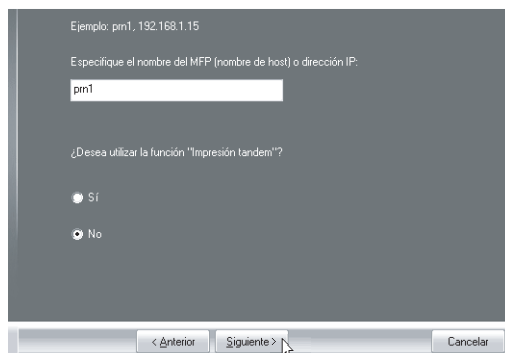 Ejemplo: prn1, 192.168.1.15
Especifique el nombre del MFP (nombre de host) o dirección IP:
prn1
¿Desea utilizar la función "Impresión tandem"?
Sí
No
< Anterior
Siguiente >
Cancelar